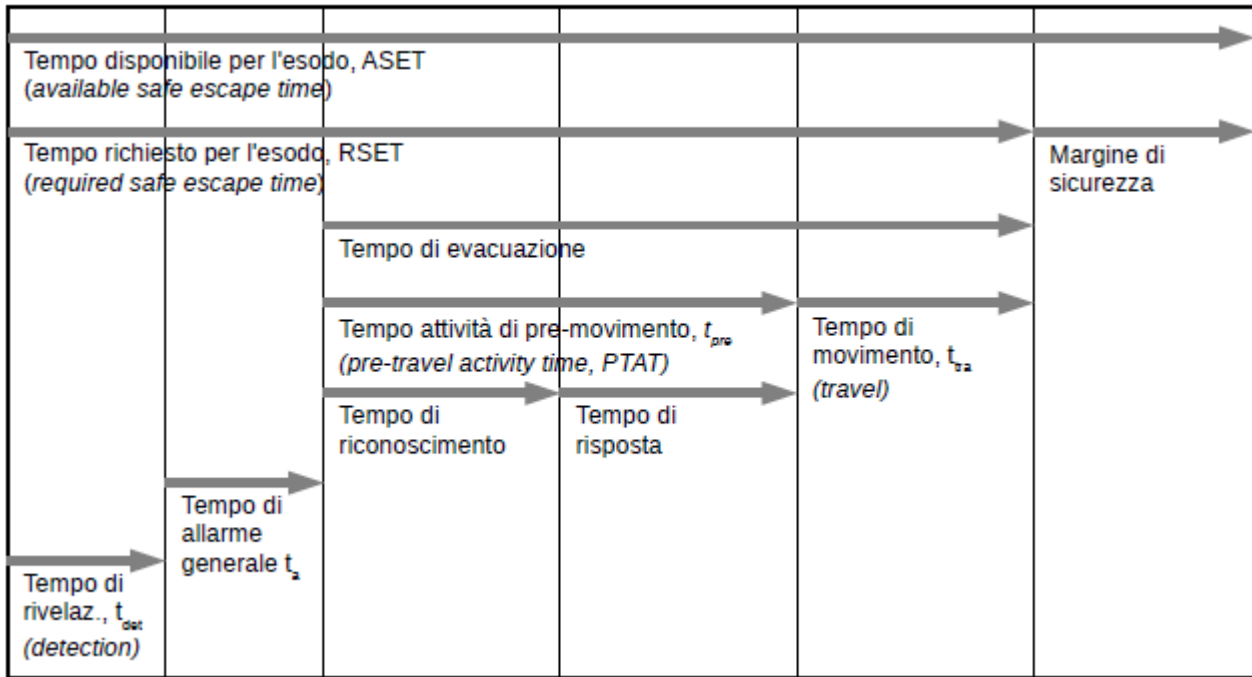 Tempo disponibile per l'esodo, ASET
(available safe escape time)
Tempo richiesto per l'esodo, RSET
(required safe escape time)
Margine di
sicurezza
Tempo di evacuazione
Tempo attività di pre-movimento, tpre
(pre-travel activity time, PTAT)
Tempo di
movimento, ttra
(travel)
Tempo di
riconoscimento
Tempo di
risposta
Tempo di
allarme
generale ta
Tempo di
rivelaz., tdet
(detection)